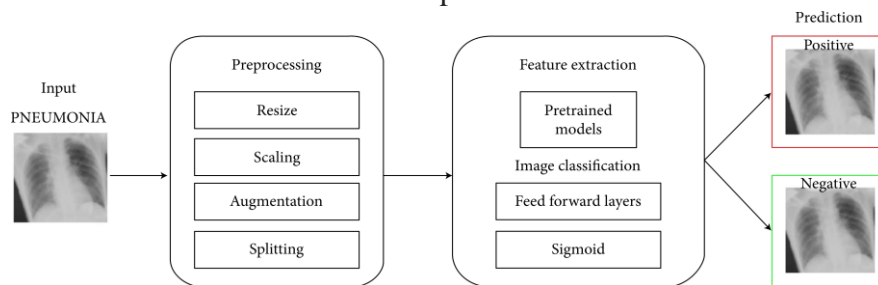 Input
PNEUMONIA
Preprocessing
Resize
Scaling
Augmentation
Splitting
Feature extraction
Pretrained
models
Image classification
Feed forward layers
Sigmoid
Prediction
Positive
Negative